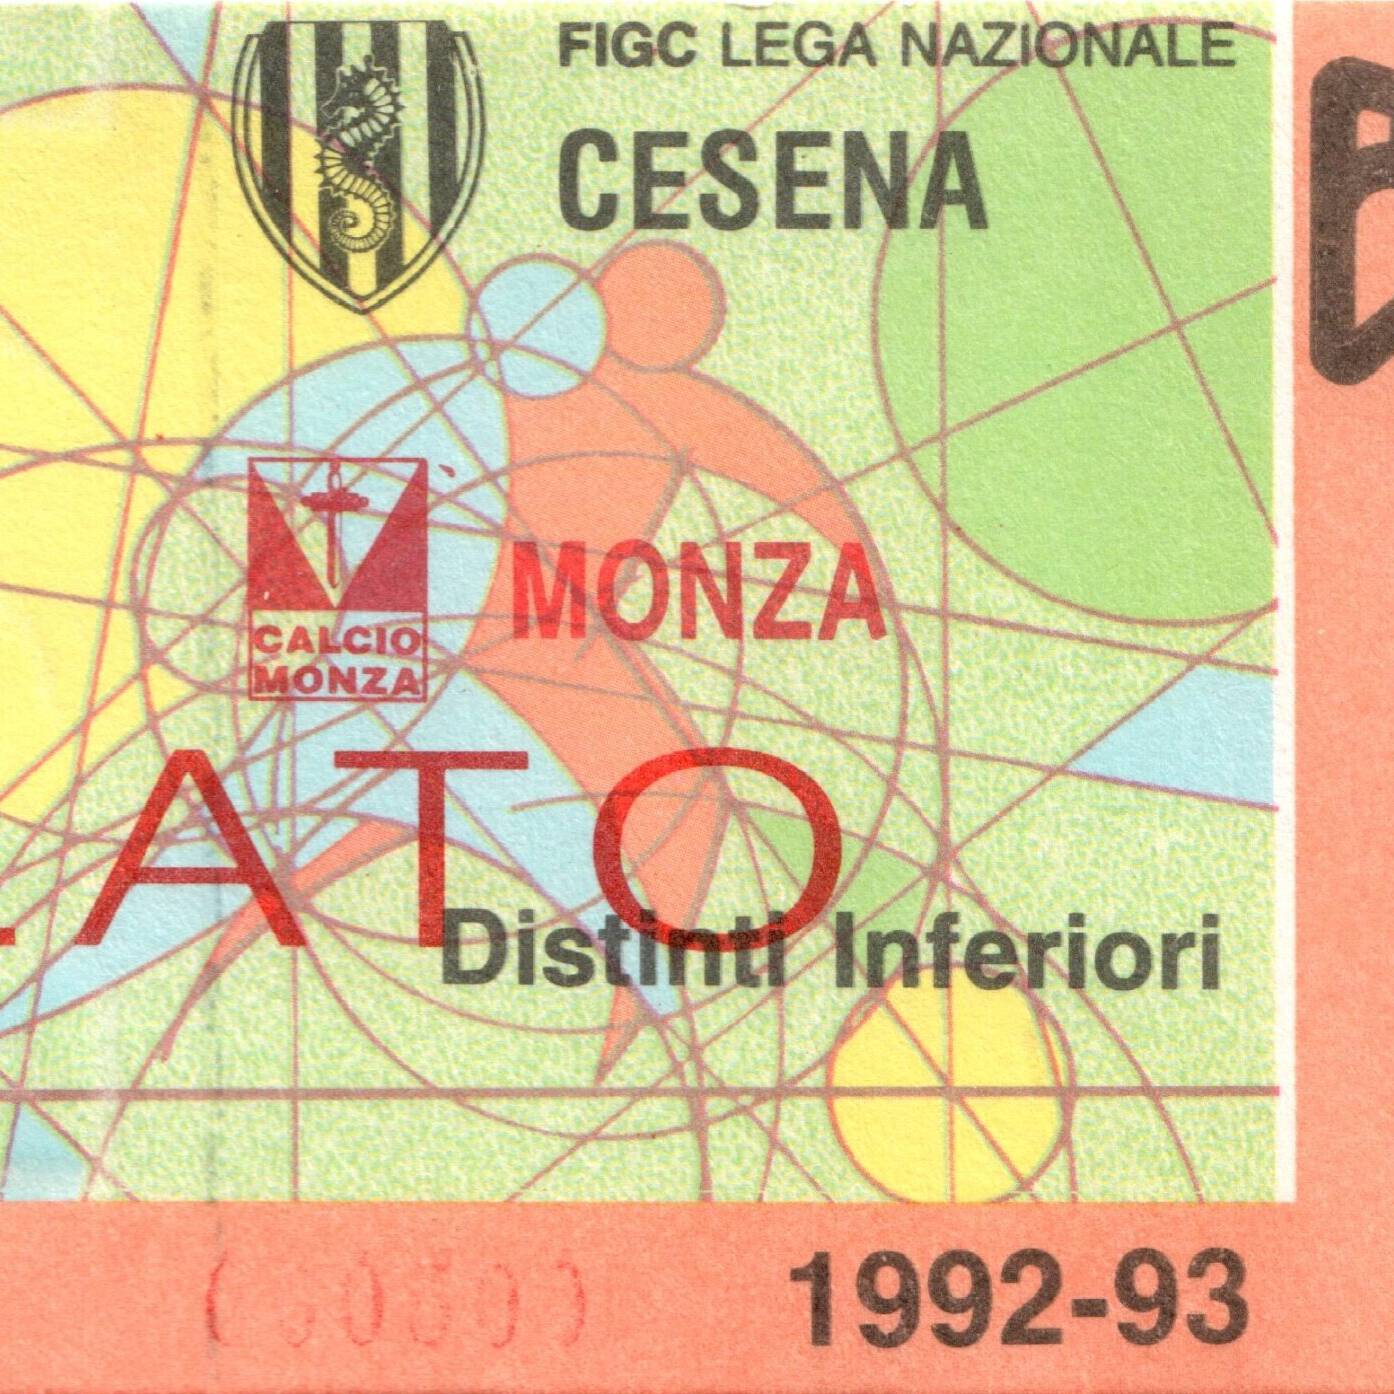 FIGC LEGA NAZIONALE
CESENA
MONZA
CALCIO
MONZA
ATO
Distinti Inferiori
1992-93